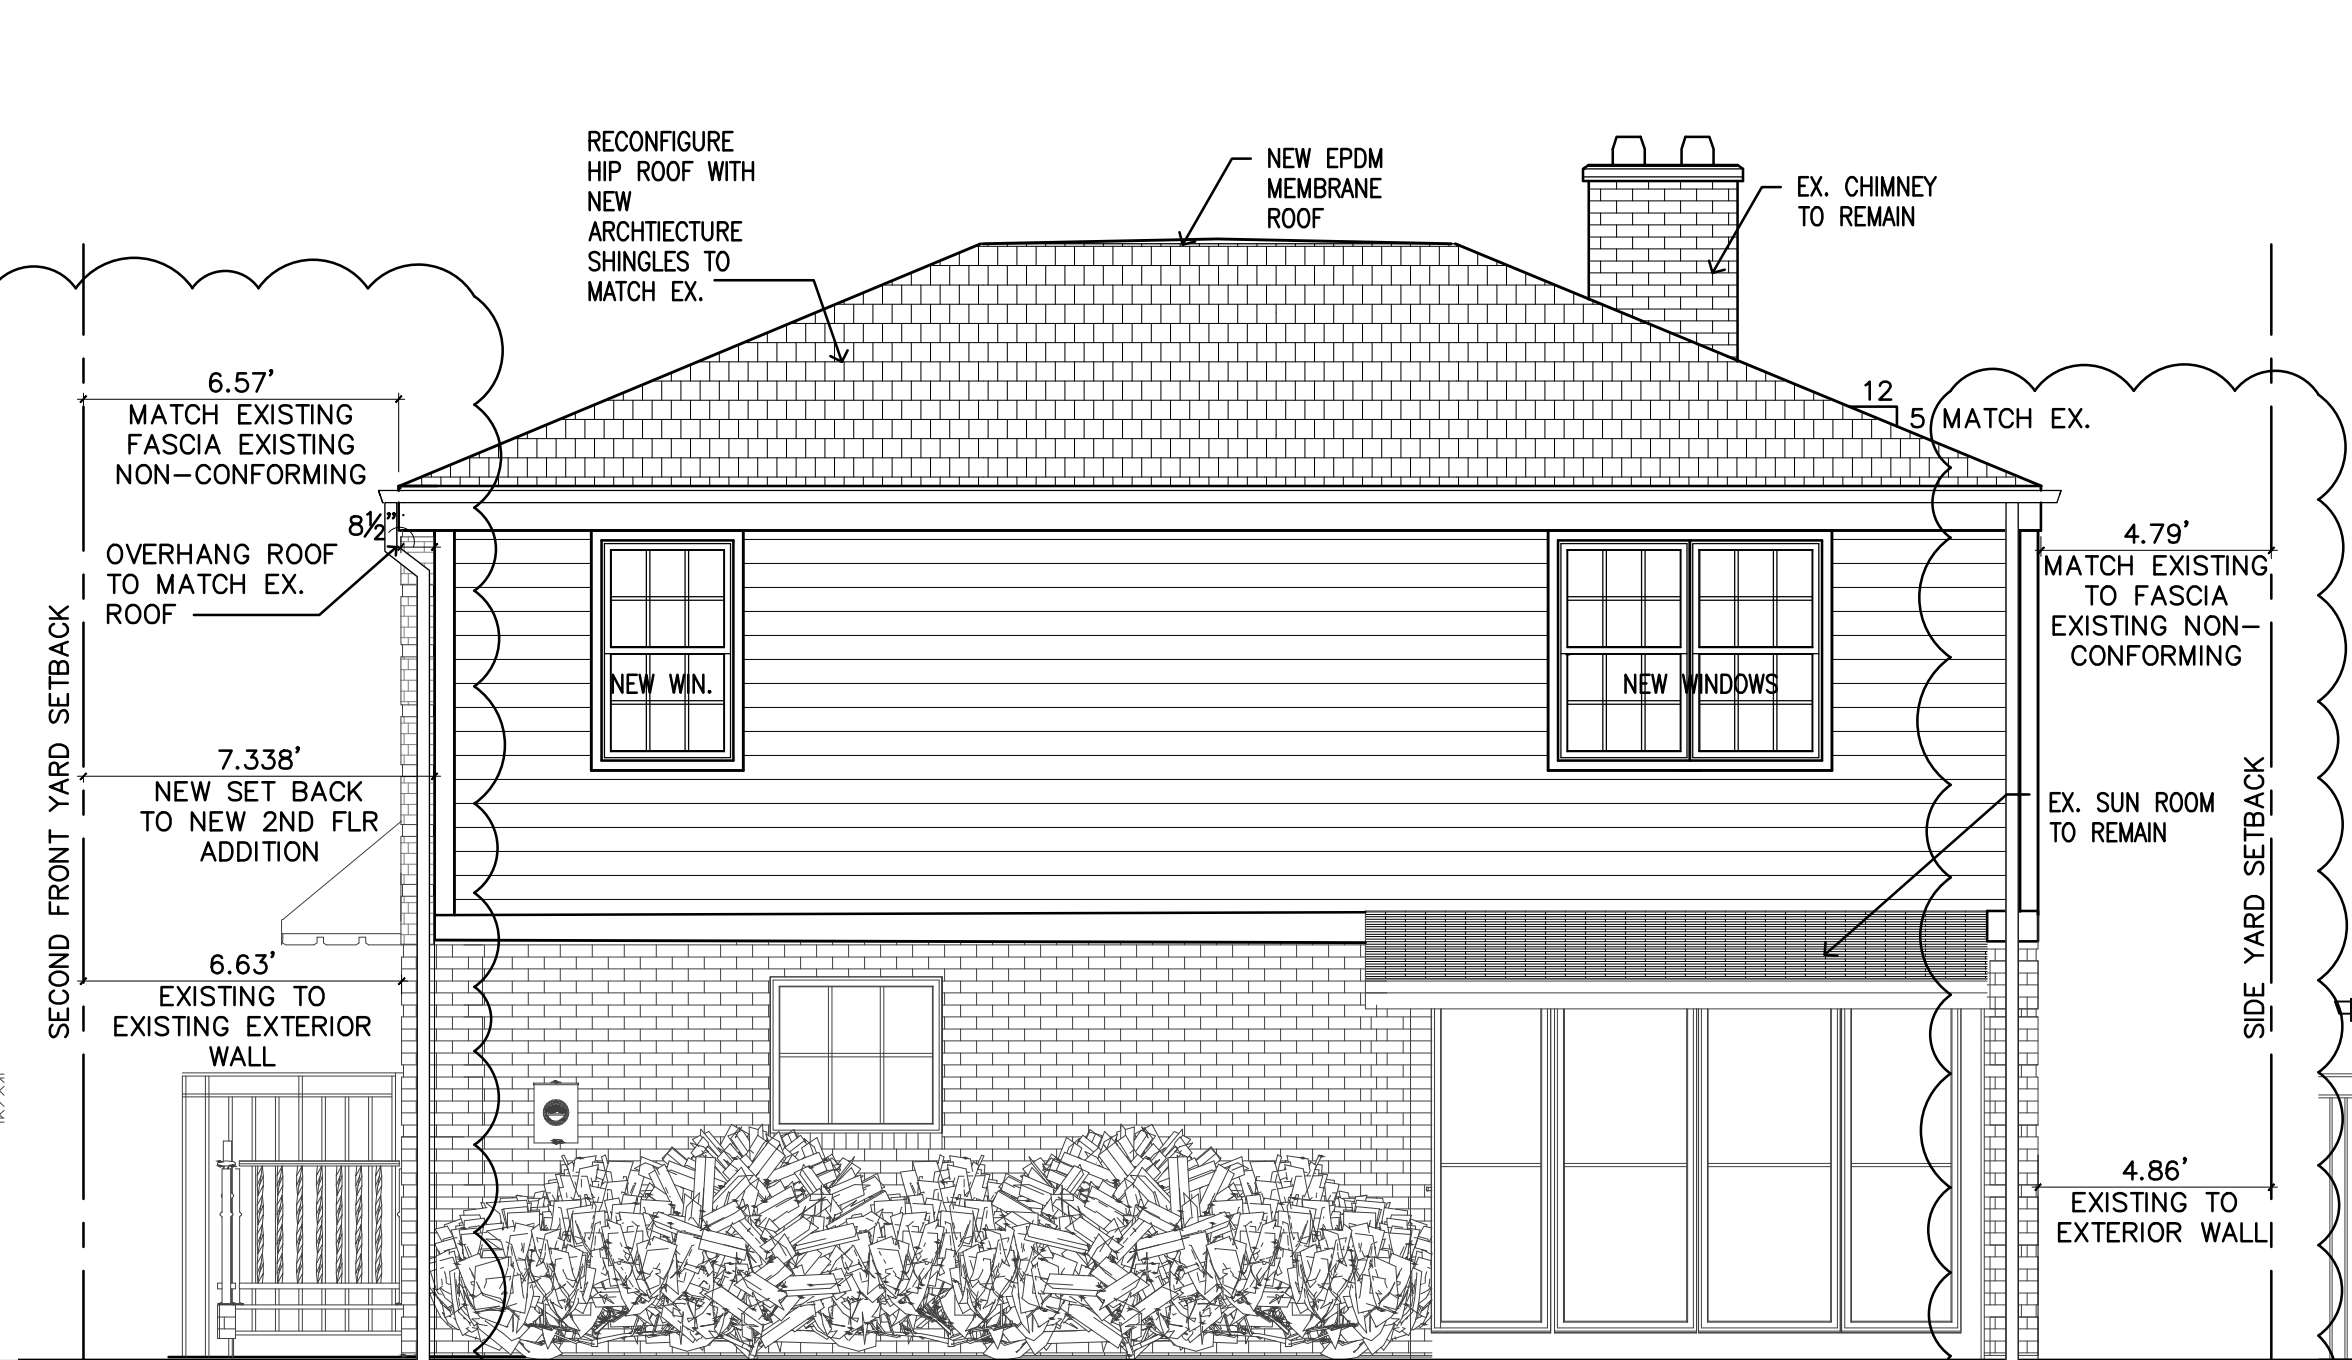 RECONFIGURE
HIP ROOF WITH
NEW
ARCHTIECTURE
SHINGLES TO
MATCH EX.
NEW EPDM
MEMBRANE
ROOF
EX. CHIMNEY
TO REMAIN
6.57'
MATCH EXISTING
FASCIA EXISTING
NON-CONFORMING
12
5 MATCH EX.
8½"
OVERHANG ROOF
TO MATCH EX.
ROOF
4.79'
MATCH EXISTING
TO FASCIA
EXISTING NON-
CONFORMING
NEW WIN.
NEW WINDOWS
SECOND FRONT YARD SETBACK
7.338'
NEW SET BACK
TO NEW 2ND FLR
ADDITION
EX. SUN ROOM
TO REMAIN
SIDE YARD SETBACK
6.63'
EXISTING TO
EXISTING EXTERIOR
WALL
4.86'
EXISTING TO
EXTERIOR WALL